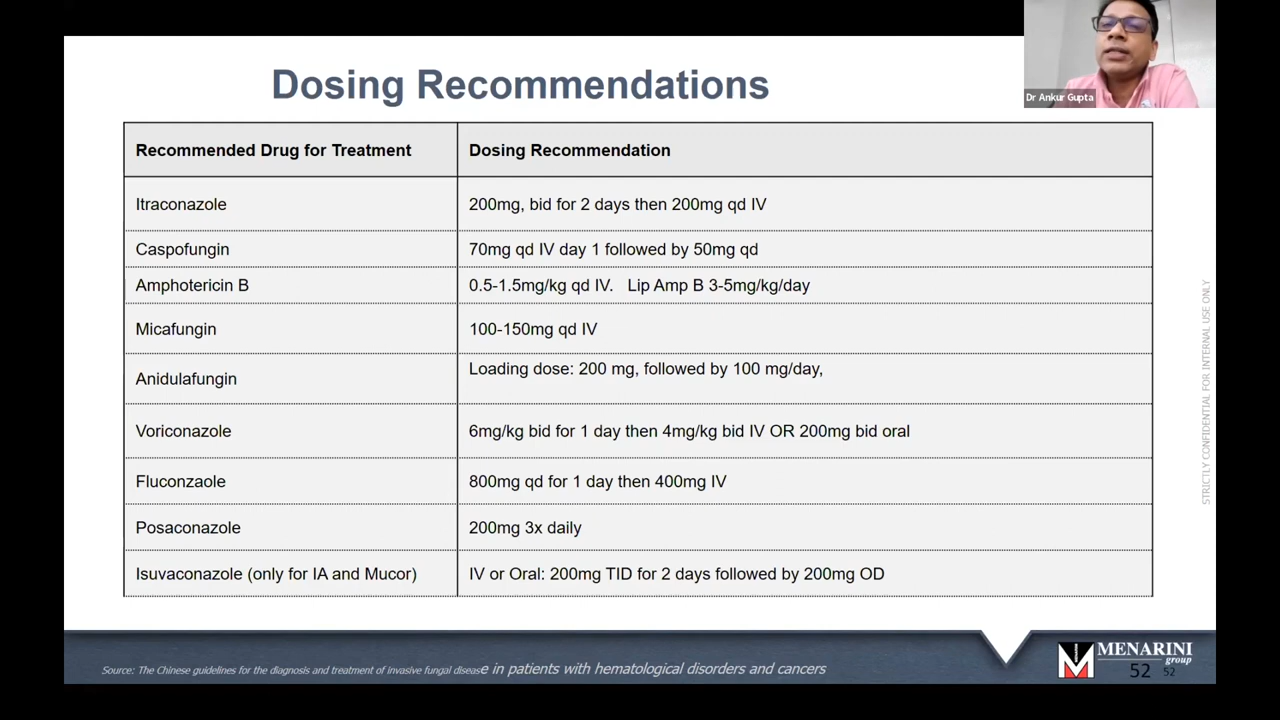 Dosing Recommendations
Dr Ankur Gupta
Recommended Drug for Treatment
Dosing Recommendation
Itraconazole
200mg, bid for 2 days then 200mg qd IV
Caspofungin
70mg qd IV day 1 followed by 50mg qd
Amphotericin B
0.5-1.5mg/kg qd IV. Lip Amp B 3-5mg/kg/day
Micafungin
100-150mg qd IV
Anidulafungin
Loading dose: 200 mg, followed by 100 mg/day,
Voriconazole
6mg/kg bid for 1 day then 4mg/kg bid IV OR 200mg bid oral
Fluconzaole
800mg qd for 1 day then 400mg IV
Posaconazole
200mg 3x daily
Isuvaconazole (only for IA and Mucor)
IV or Oral: 200mg TID for 2 days followed by 200mg OD
STRICTLY CONFIDENTIAL FOR INTERNAL USE ONLY
Source: The Chinese guidelines for the diagnosis and treatment of invasive fungal disease in patients with hematological disorders and cancers
MENARINI
group
52
52